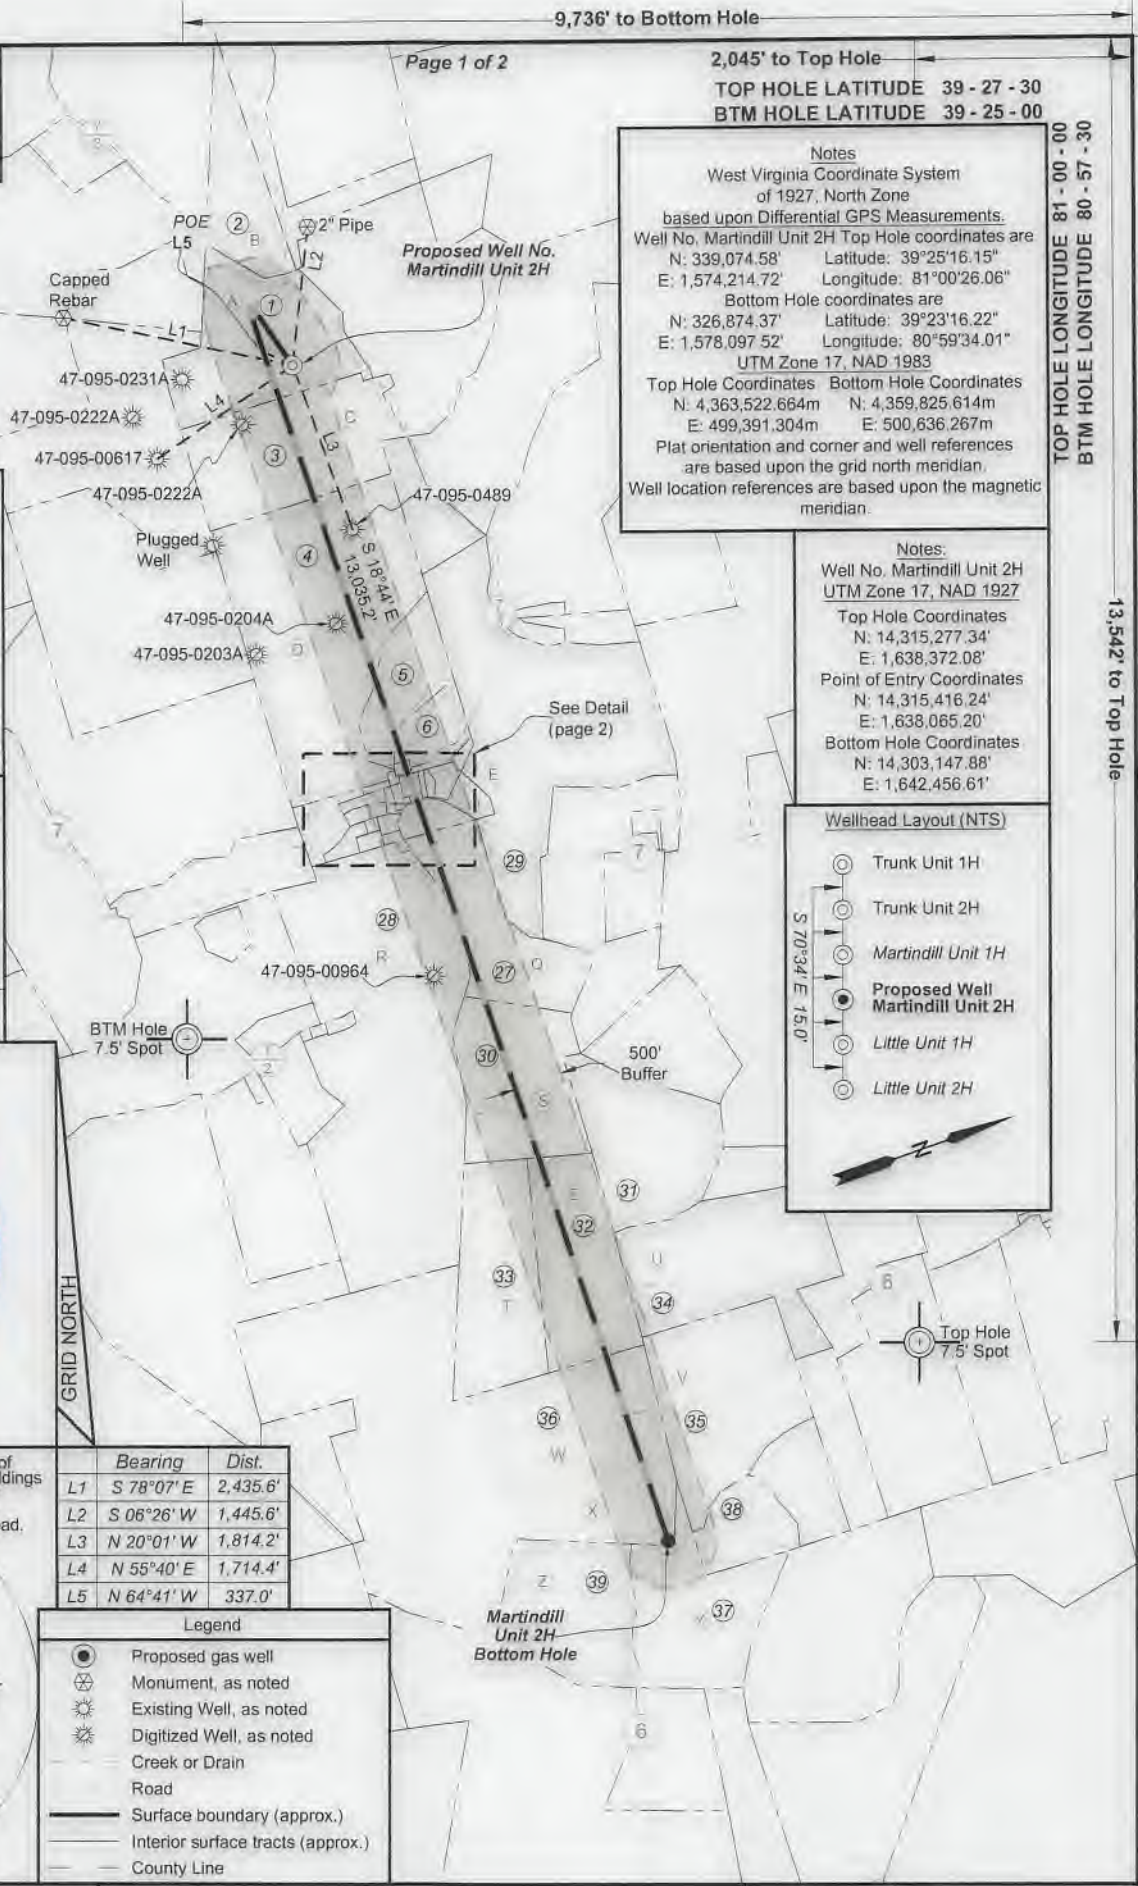 9,736' to Bottom Hole
Page 1 of 2
2,045' to Top Hole
TOP HOLE LATITUDE 39 - 27 - 30
BTM HOLE LATITUDE 39 - 25 - 00
TOP HOLE LONGITUDE 81 - 00 - 00
BTM HOLE LONGITUDE 80 - 57 - 30
13,542' to Top Hole
Notes
West Virginia Coordinate System
of 1927, North Zone
based upon Differential GPS Measurements.
Well No. Martindill Unit 2H Top Hole coordinates are
N: 339,074.58' Latitude: 39°25'16.15"
E: 1,574,214.72' Longitude: 81°00'26.06"
Bottom Hole coordinates are
N: 326,874.37' Latitude: 39°23'16.22"
E: 1,578,097.52' Longitude: 80°59'34.01"
UTM Zone 17, NAD 1983
Top Hole Coordinates Bottom Hole Coordinates
N: 4,363,522.664m N: 4,359,825.614m
E: 499,391.304m E: 500,636.267m
Plat orientation and corner and well references
are based upon the grid north meridian.
Well location references are based upon the magnetic
meridian.
Notes:
Well No. Martindill Unit 2H
UTM Zone 17, NAD 1927
Top Hole Coordinates
N: 14,315,277.34'
E: 1,638,372.08'
Point of Entry Coordinates
N: 14,315,416.24'
E: 1,638,065.20'
Bottom Hole Coordinates
N: 14,303,147.88'
E: 1,642,456.61'
Wellhead Layout (NTS)
Trunk Unit 1H
Trunk Unit 2H
Martindill Unit 1H
Proposed Well
Martindill Unit 2H
Little Unit 1H
Little Unit 2H
S 70°34' E 15.0'
N
POE
L5
2
B
2" Pipe
L2
Proposed Well No.
Martindill Unit 2H
Capped
Rebar
L1
A
1
47-095-0231A
L4
47-095-0222A
C
L3
47-095-00617
3
47-095-0222A
47-095-0489
Plugged
Well
4
S 18°44' E
13,035.2'
47-095-0204A
47-095-0203A
D
5
6
See Detail
(page 2)
E
7
29
7
28
R
47-095-00964
27
Q
BTM Hole
7.5' Spot
1
2
30
500'
Buffer
S
31
E
32
U
33
T
34
6
Top Hole
7.5' Spot
V
36
35
W
X
38
Z
39
37
Martindill
Unit 2H
Bottom Hole
6
GRID NORTH
of
ldings
ad.
Bearing Dist.
L1 S 78°07' E 2,435.6'
L2 S 06°26' W 1,445.6'
L3 N 20°01' W 1,814.2'
L4 N 55°40' E 1,714.4'
L5 N 64°41' W 337.0'
Legend
Proposed gas well
Monument, as noted
Existing Well, as noted
Digitized Well, as noted
Creek or Drain
Road
Surface boundary (approx.)
Interior surface tracts (approx.)
County Line